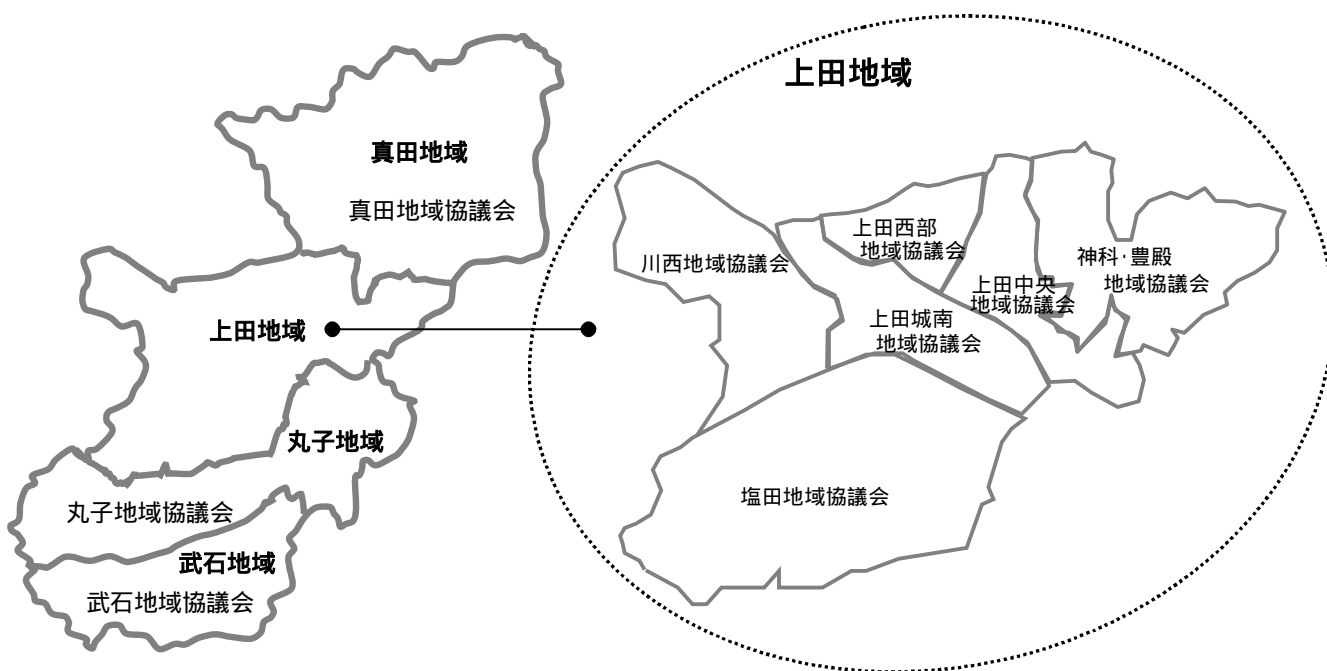 上田地域
真田地域
真田地域協議会
上田地域
丸子地域
丸子地域協議会
武石地域
武石地域協議会
川西地域協議会
上田西部
地域協議会
上田城南
地域協議会
上田中央
地域協議会
神科・豊殿
地域協議会
塩田地域協議会